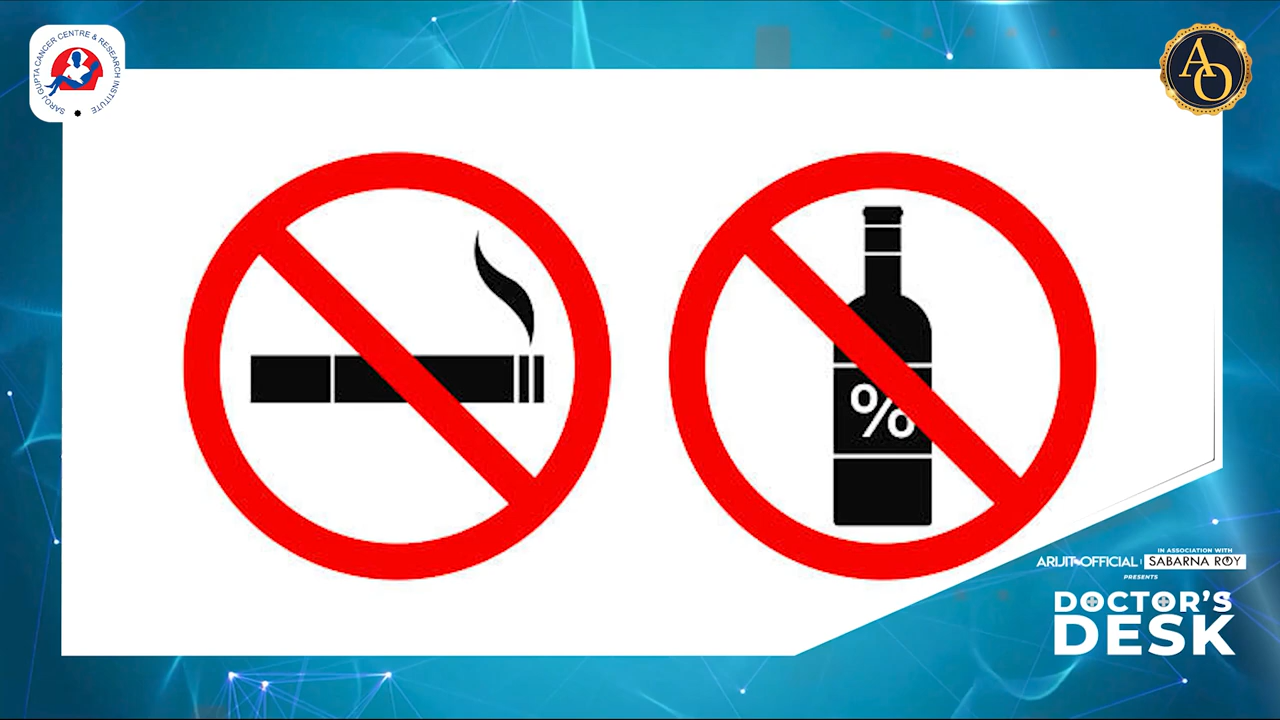 SAROJ GUPTA CANCER CENTRE & RESEARCH INSTITUTE
AO
%
IN ASSOCIATION WITH
ARIJIT OFFICIAL SABARNA ROY
PRESENTS
DOCTOR'S
DESK